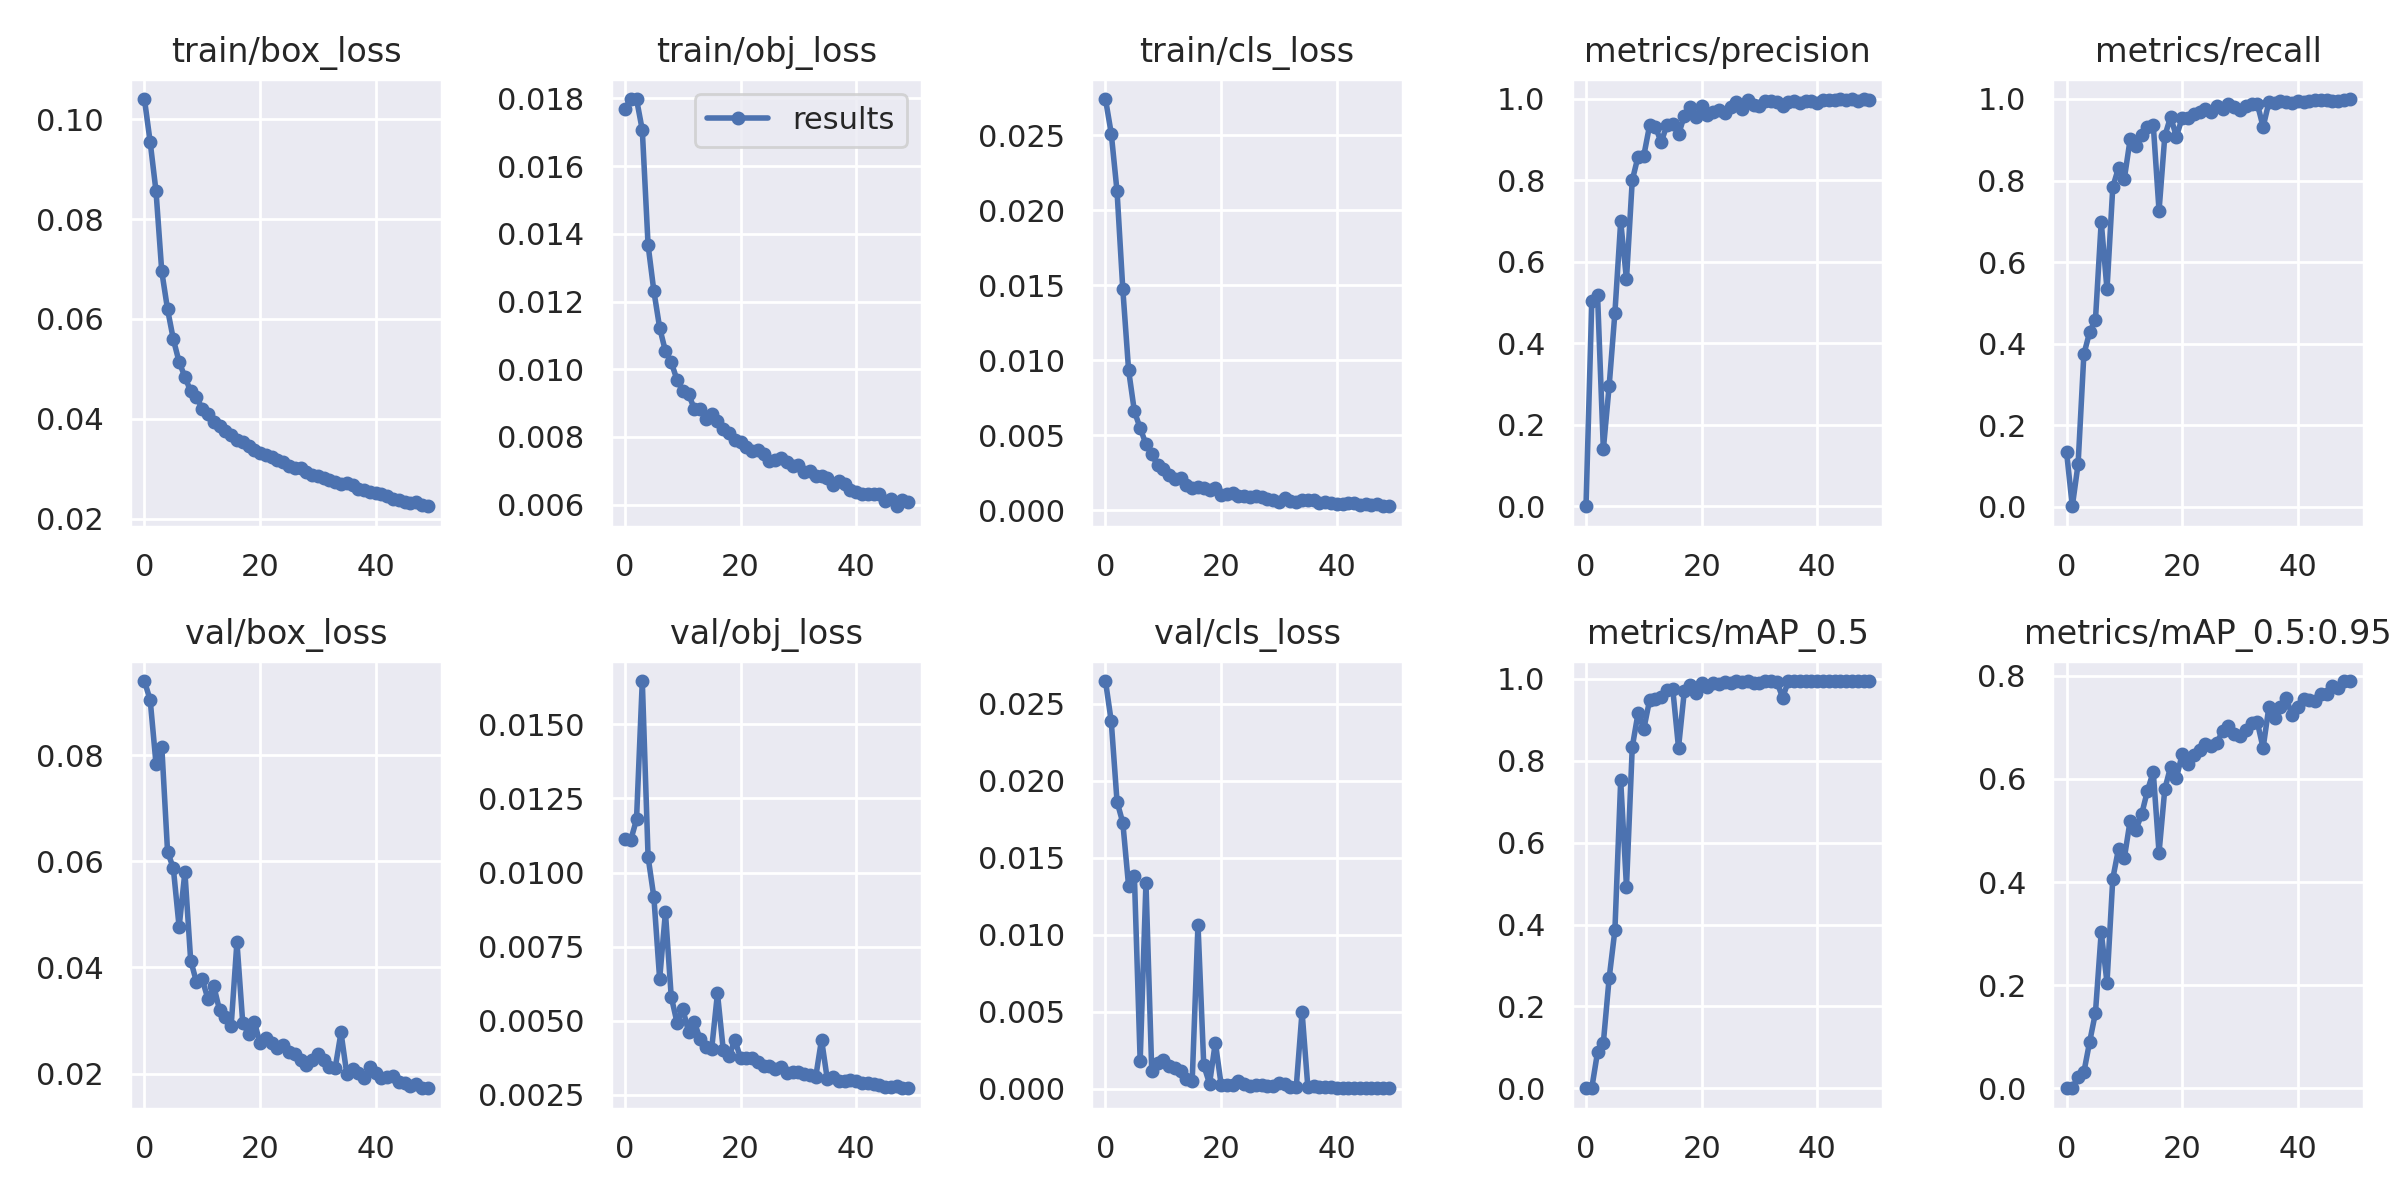 train/box_loss
train/obj_loss
train/cls_loss
metrics/precision
metrics/recall
0.10
0.08
0.06
0.04
0.02
0 20 40
0.018
0.016
0.014
0.012
0.010
0.008
0.006
results
0 20 40
0.025
0.020
0.015
0.010
0.005
0.000
0 20 40
1.0
0.8
0.6
0.4
0.2
0.0
0 20 40
1.0
0.8
0.6
0.4
0.2
0.0
0 20 40
val/box_loss
val/obj_loss
val/cls_loss
metrics/mAP_0.5
metrics/mAP_0.5:0.95
0.08
0.06
0.04
0.02
0 20 40
0.0150
0.0125
0.0100
0.0075
0.0050
0.0025
0 20 40
0.025
0.020
0.015
0.010
0.005
0.000
0 20 40
1.0
0.8
0.6
0.4
0.2
0.0
0 20 40
0.8
0.6
0.4
0.2
0.0
0 20 40